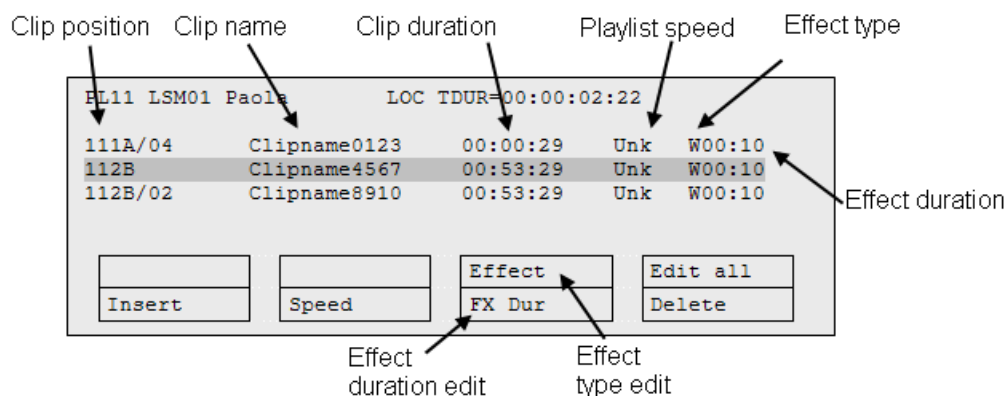 Clip position Clip name Clip duration Playlist speed Effect type
PL11 LSM01 Paola LOC TDUR=00:00:02:22
111A/04 Clipname0123 00:00:29 Unk W00:10
112B Clipname4567 00:53:29 Unk W00:10
112B/02 Clipname8910 00:53:29 Unk W00:10
Effect duration
Effect Edit all
Insert Speed FX Dur Delete
Effect duration edit
Effect type edit